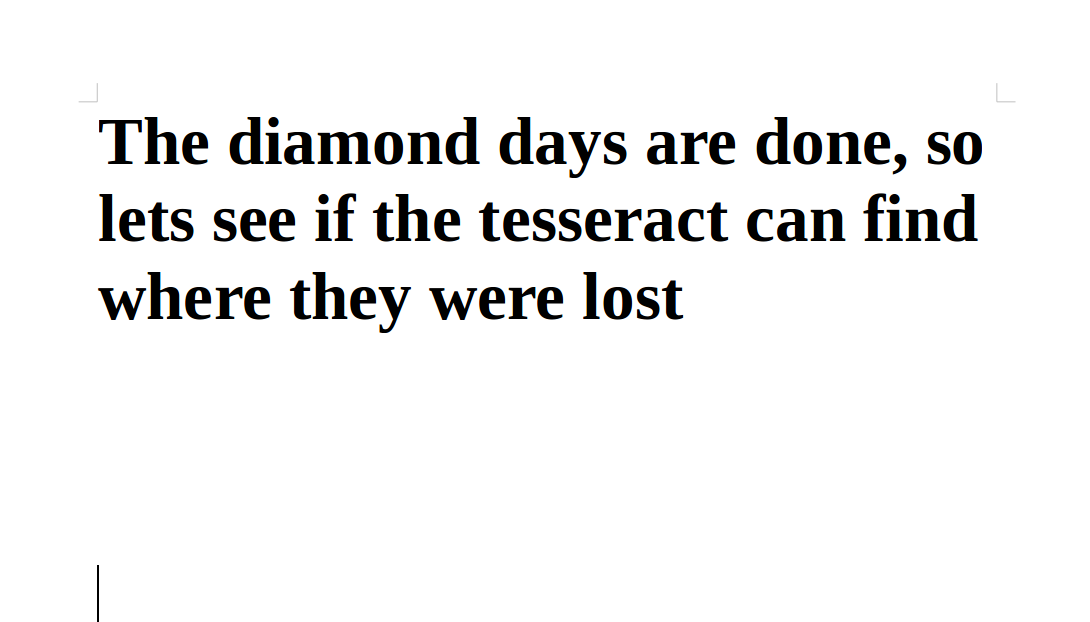 The diamond days are done, so
lets see if the tesseract can find
where they were lost